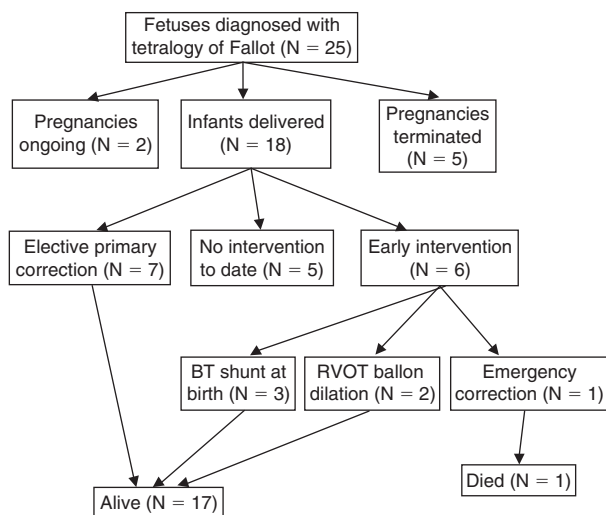 Fetuses diagnosed with
tetralogy of Fallot (N = 25)
Pregnancies
ongoing (N = 2)
Infants delivered
(N = 18)
Pregnancies
terminated
(N = 5)
Elective primary
correction (N = 7)
No intervention
to date (N = 5)
Early intervention
(N = 6)
BT shunt at
birth (N = 3)
RVOT ballon
dilation (N = 2)
Emergency
correction (N = 1)
Died (N = 1)
Alive (N = 17)